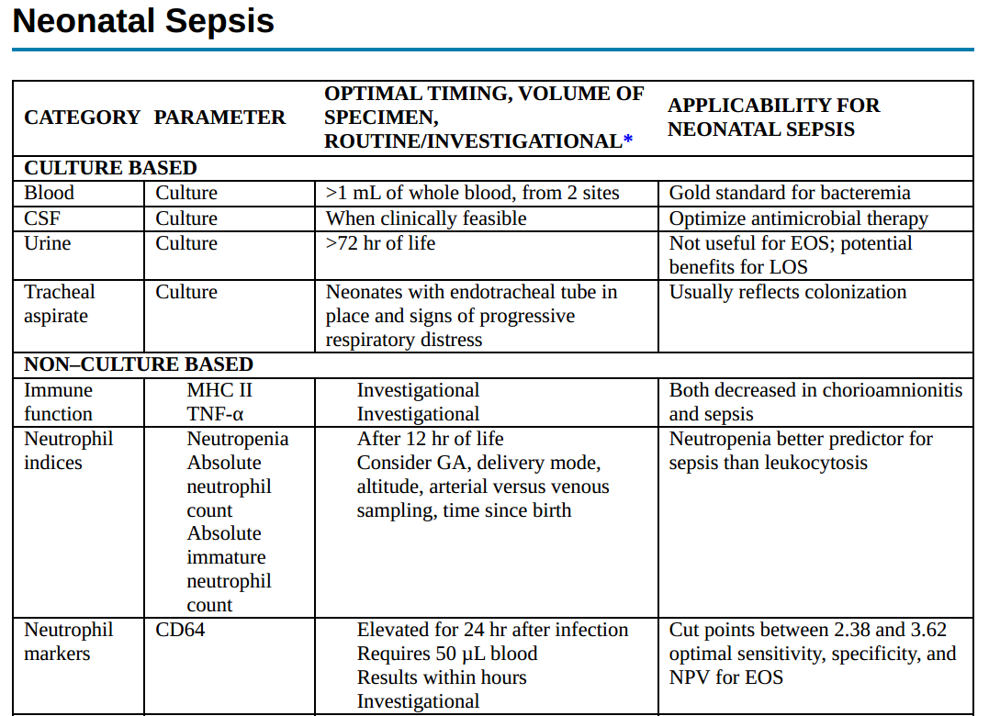 Neonatal Sepsis
CATEGORY PARAMETER OPTIMAL TIMING, VOLUME OF SPECIMEN, ROUTINE/INVESTIGATIONAL* APPLICABILITY FOR NEONATAL SEPSIS
CULTURE BASED
Blood Culture >1 mL of whole blood, from 2 sites Gold standard for bacteremia
CSF Culture When clinically feasible Optimize antimicrobial therapy
Urine Culture >72 hr of life Not useful for EOS; potential
benefits for LOS
Tracheal Culture Neonates with endotracheal tube in Usually reflects colonization
aspirate place and signs of progressive
respiratory distress
NON–CULTURE BASED
Immune MHC II Investigational Both decreased in chorioamnionitis
function TNF-α Investigational and sepsis
Neutrophil Neutropenia After 12 hr of life Neutropenia better predictor for
indices Absolute Consider GA, delivery mode, sepsis than leukocytosis
neutrophil altitude, arterial versus venous
count sampling, time since birth
Absolute
immature
neutrophil
count
Neutrophil CD64 Elevated for 24 hr after infection Cut points between 2.38 and 3.62
markers Requires 50 µL blood optimal sensitivity, specificity, and
Results within hours NPV for EOS
Investigational